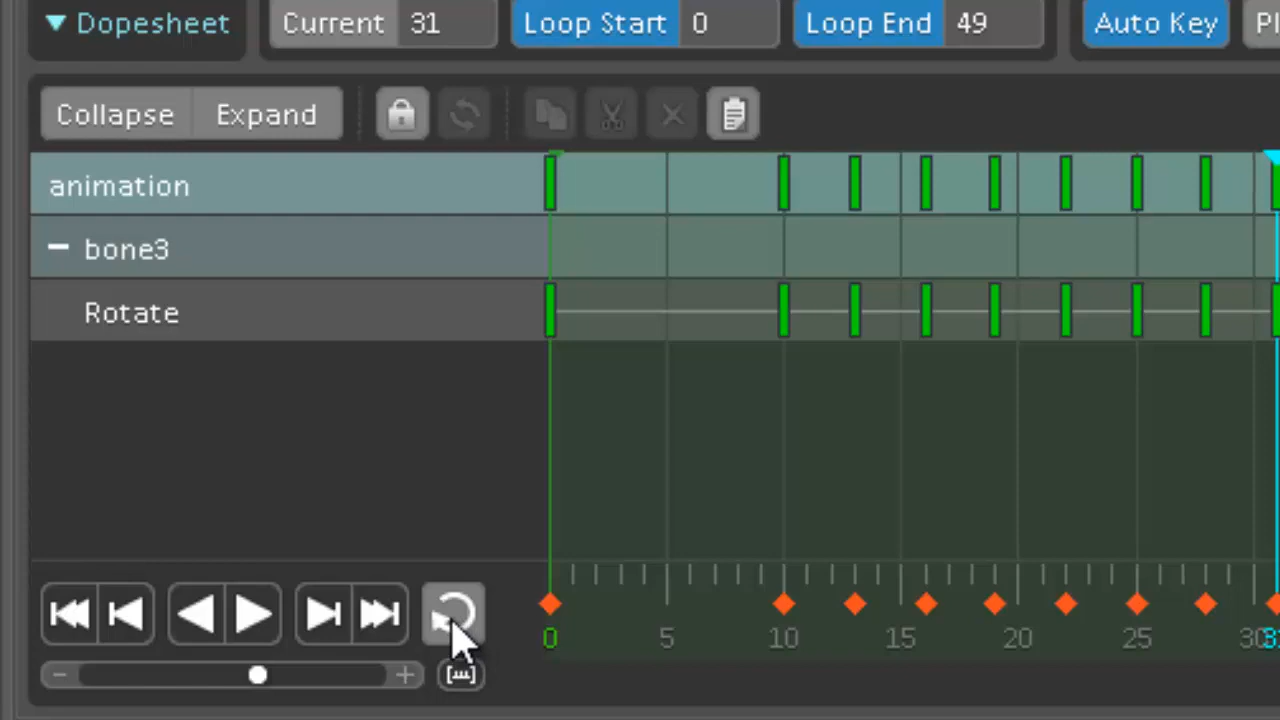 Dopesheet Current 31 Loop Start 0 Loop End 49 Auto Key
Collapse Expand
animation
bone3
Rotate
0 5 10 15 20 25 30